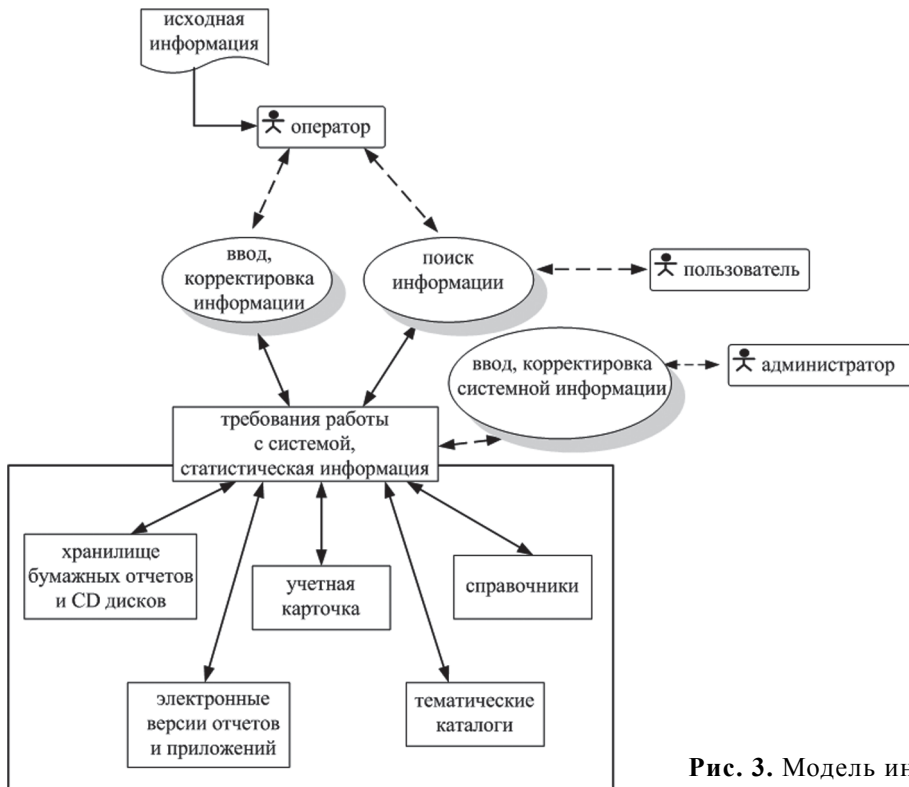 исходная
информация
оператор
ввод,
корректировка
информации
поиск
информации
пользователь
ввод, корректировка
системной информации
администратор
требования работы
с системой,
статистическая информация
хранилище
бумажных отчетов
и CD дисков
учетная
карточка
справочники
электронные
версии отчетов
и приложений
тематические
каталоги
Рис. 3. Модель ин